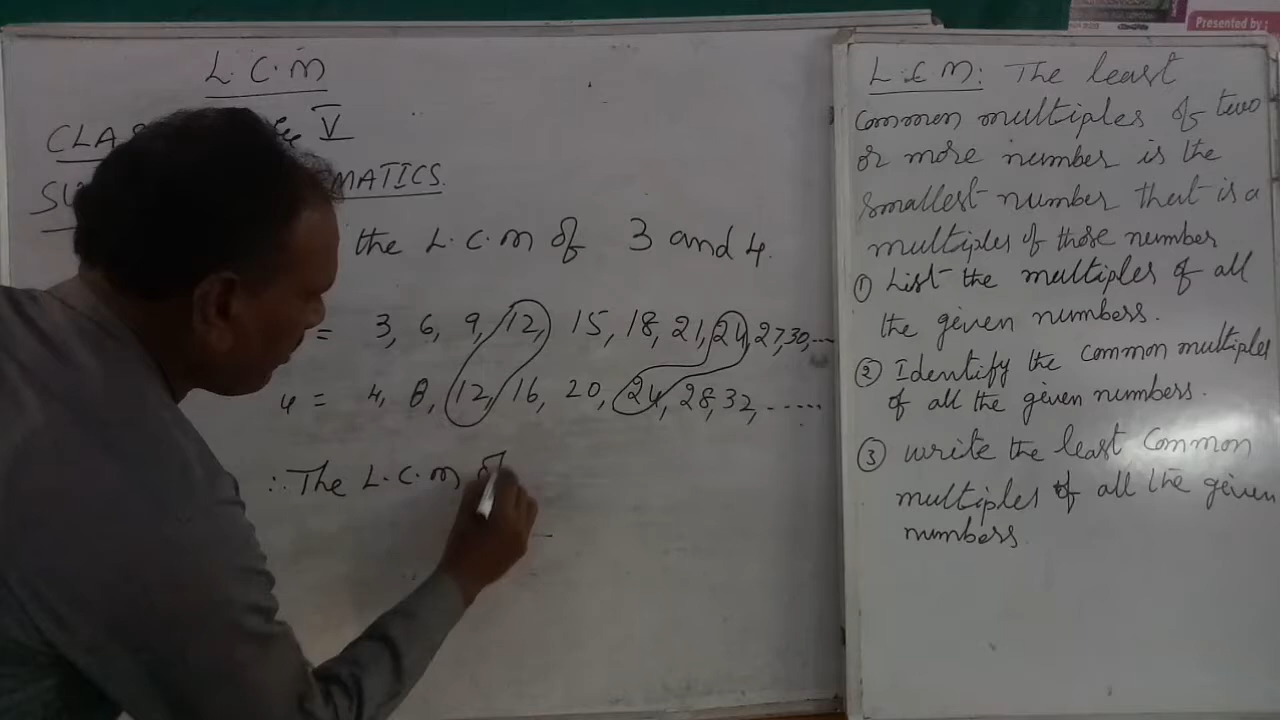 L.C.M
CLA V
SU MATICS.
the L.C.M of 3 and 4.
= 3, 6, 9, 12, 15, 18, 21, 24, 27, 30, ....
4 = 4, 8, 12, 16, 20, 24, 28, 32, ......
∴ The L.C.M of
L.C.M: The least
common multiples of two
or more number is the
smallest number that is a
multiples of those number
① List the multiples of all
the given numbers.
② Identify the common multiples
of all the given numbers.
③ write the least common
multiples of all the given
numbers.
Presented by :